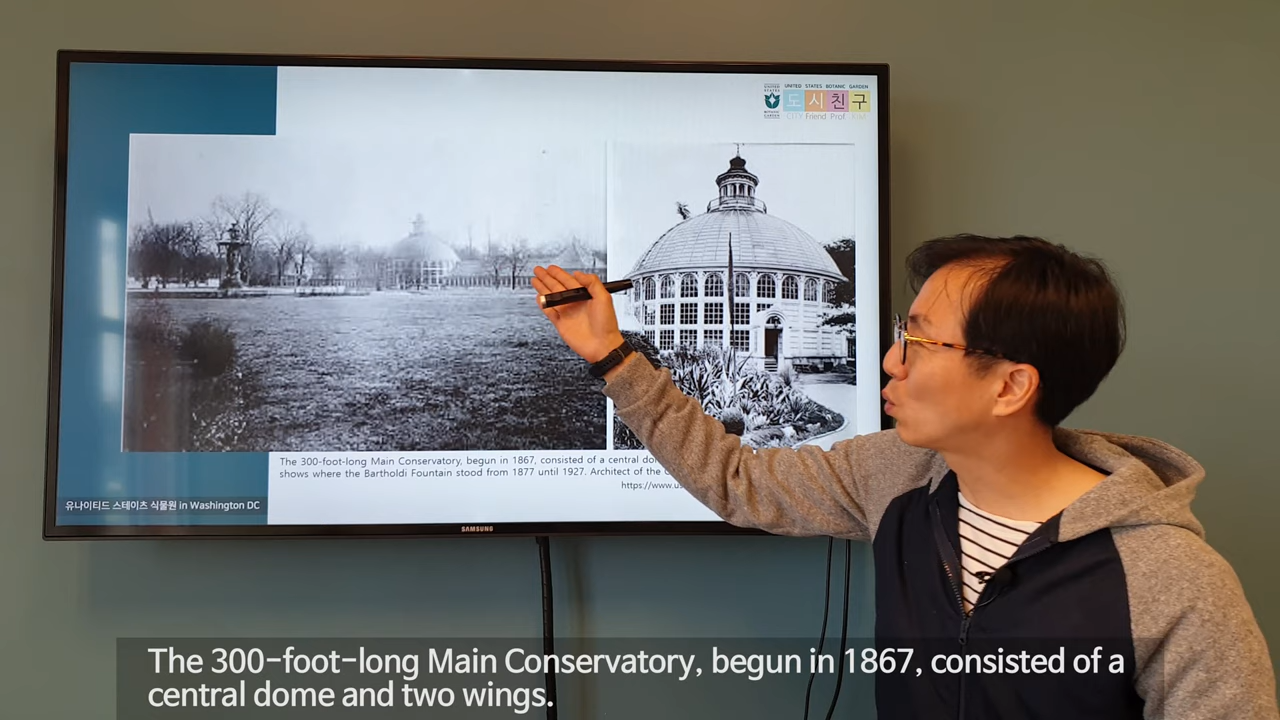 UNITED STATES BOTANIC GARDEN
도시친구
CITY Friend Prof. KIM
The 300-foot-long Main Conservatory, begun in 1867, consisted of a central do
shows where the Bartholdi Fountain stood from 1877 until 1927. Architect of the C
https://www.us
유나이티드 스테이츠 식물원 in Washington DC
SAMSUNG
The 300-foot-long Main Conservatory, begun in 1867, consisted of a
central dome and two wings.